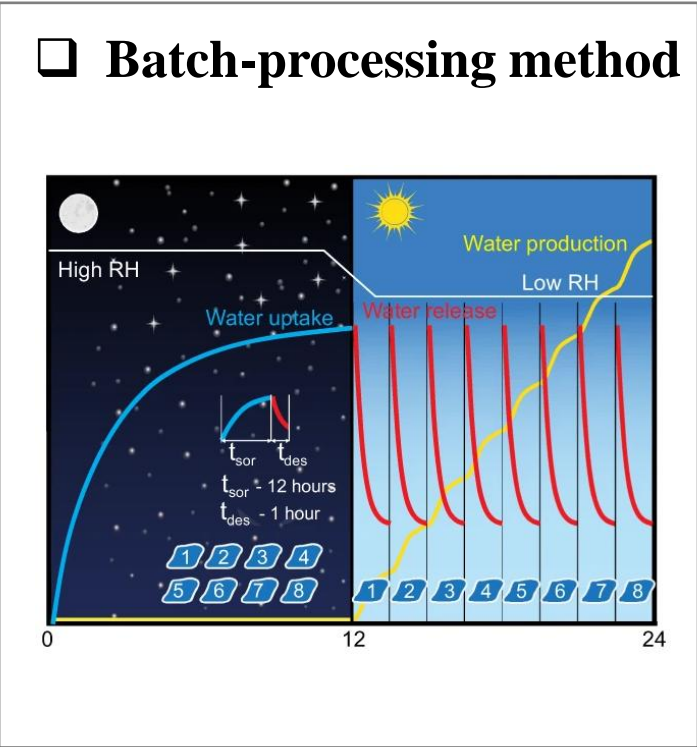 ❑ Batch-processing method
Water production
High RH
Low RH
Water uptake
Water release
tsor tdes
tsor - 12 hours
tdes - 1 hour
1 2 3 4
5 6 7 8
1 2 3 4 5 6 7 8
0 12 24